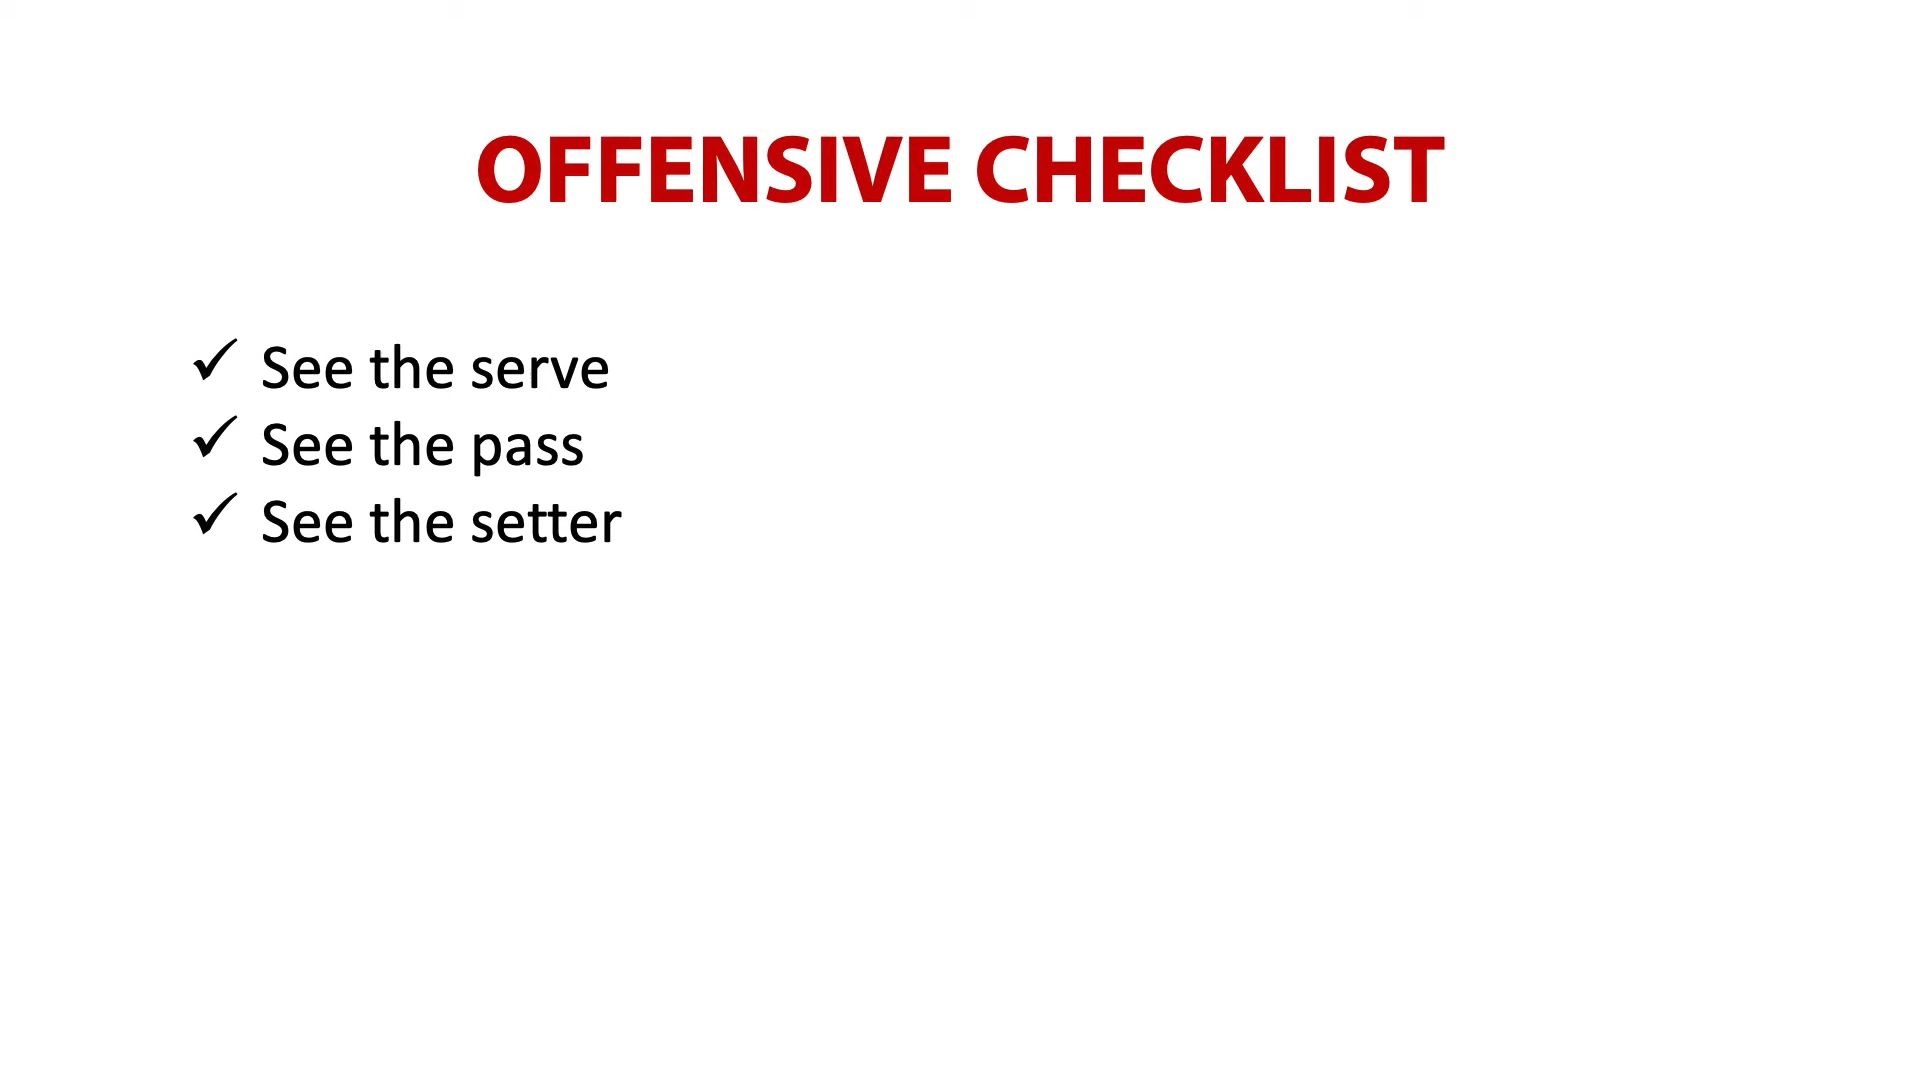 OFFENSIVE CHECKLIST
✓ See the serve
✓ See the pass
✓ See the setter